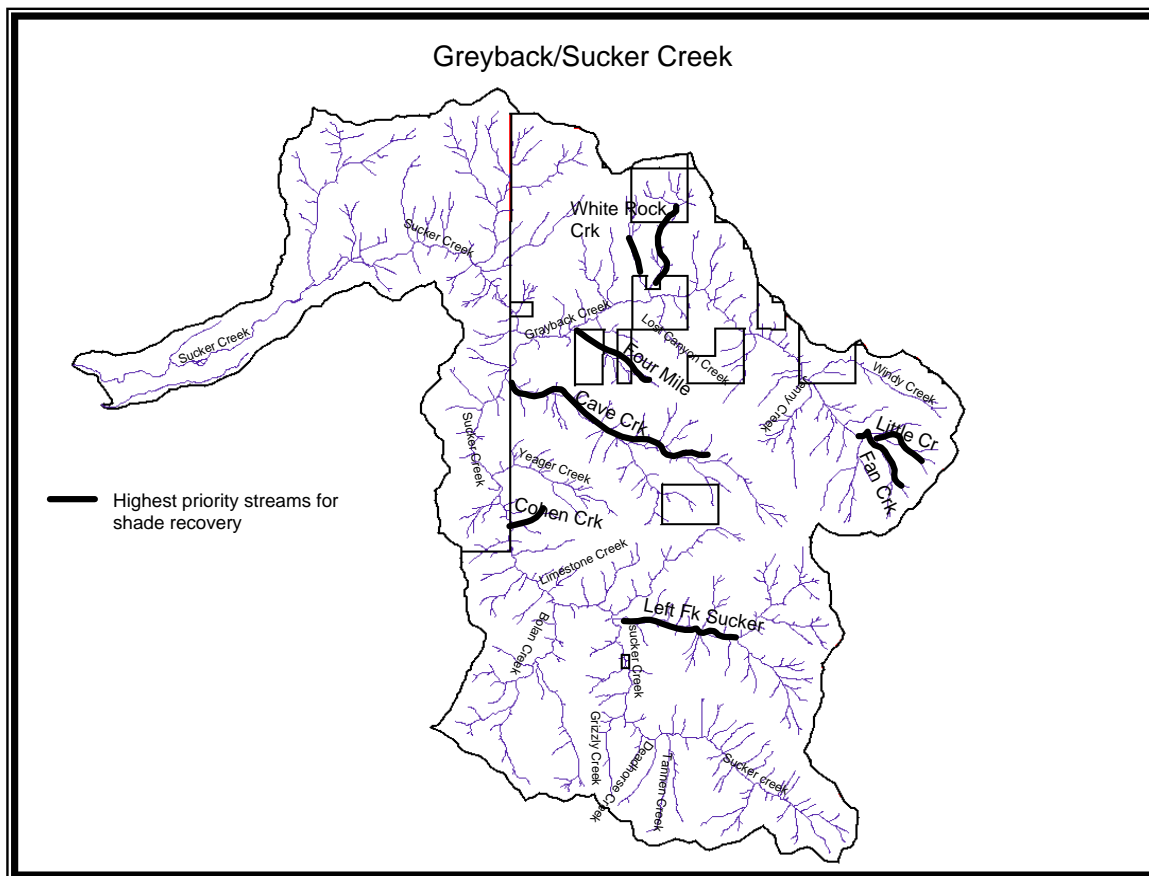 Greyback/Sucker Creek
White Rock
Crk
Sucker Creek
Sucker Creek
Grayback Creek
Lost Canyon Creek
Four Mile
Windy Creek
enny Creek
Cave Crk
Little Cr
Fan Crk
Sucker Creek
Yeager Creek
Highest priority streams for
shade recovery
Cohen Crk
Limestone Creek
Left Fk Sucker
Bolan Creek
sucker Creek
Grizzly Creek
Deadhorse Creek
Tannen Creek
Sucker creek